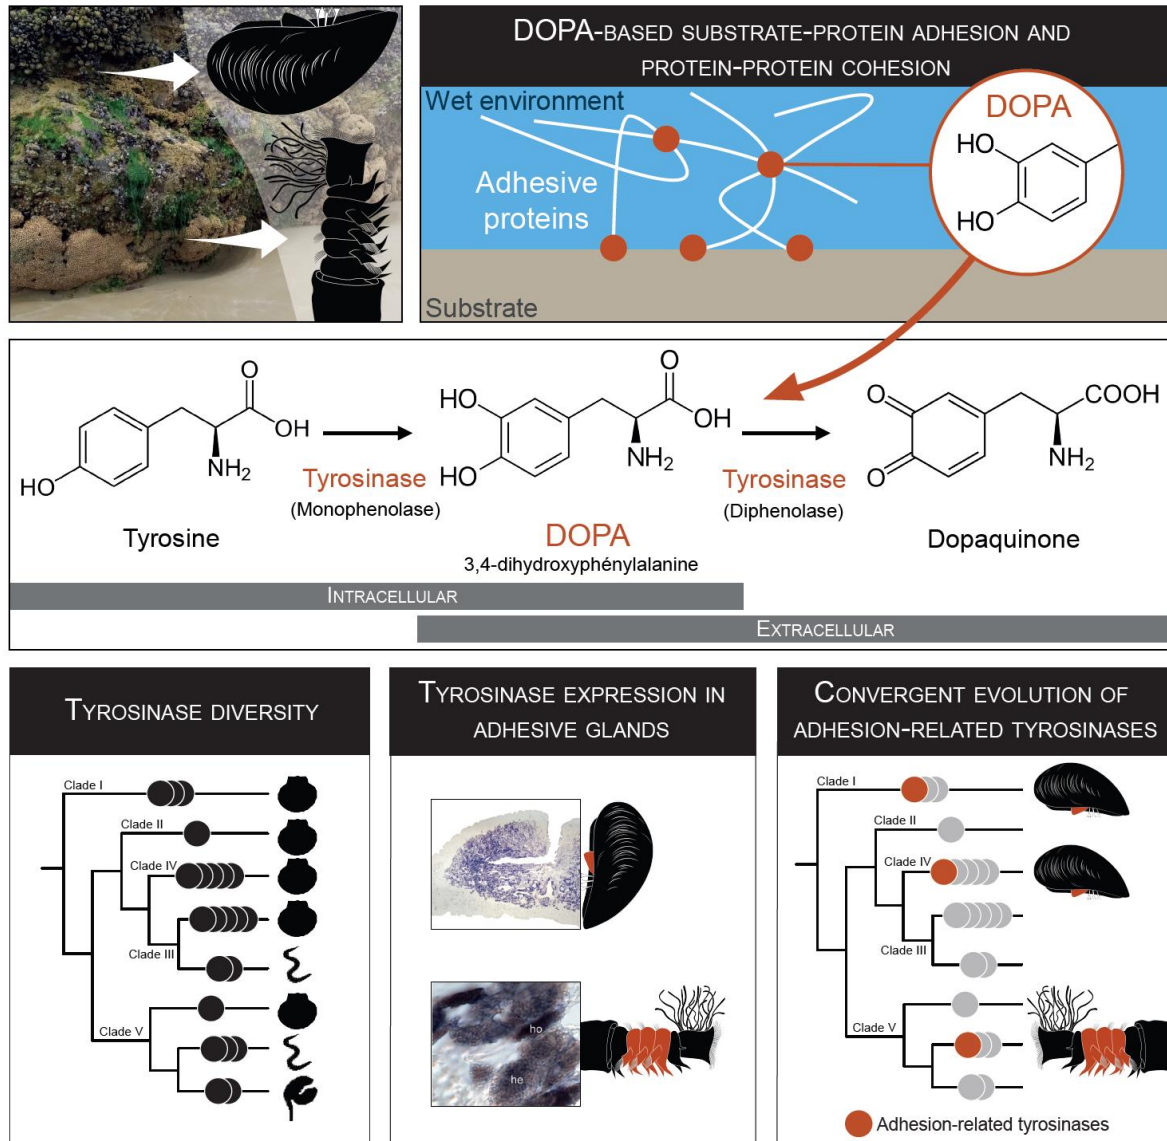 DOPA-BASED SUBSTRATE-PROTEIN ADHESION AND
PROTEIN-PROTEIN COHESION
Wet environment
DOPA
HO
HO
Adhesive
proteins
Substrate
O
OH
NH2
HO
Tyrosine
Tyrosinase
(Monophenolase)
HO
HO
O
OH
NH2
DOPA
3,4-dihydroxyphénylalanine
Tyrosinase
(Diphenolase)
O
O
COOH
NH2
Dopaquinone
INTRACELLULAR
EXTRACELLULAR
TYROSINASE DIVERSITY
Clade I
Clade II
Clade IV
Clade III
Clade V
TYROSINASE EXPRESSION IN
ADHESIVE GLANDS
ho
he
CONVERGENT EVOLUTION OF
ADHESION-RELATED TYROSINASES
Clade I
Clade II
Clade IV
Clade III
Clade V
Adhesion-related tyrosinases